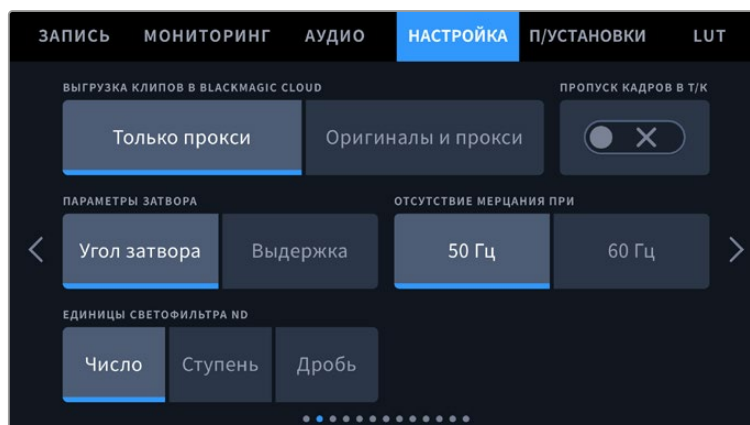 ЗАПИСЬ МОНИТОРИНГ АУДИО НАСТРОЙКА П/УСТАНОВКИ LUT
ВЫГРУЗКА КЛИПОВ В BLACKMAGIC CLOUD ПРОПУСК КАДРОВ В Т/К
Только прокси Оригиналы и прокси
ПАРАМЕТРЫ ЗАТВОРА ОТСУТСТВИЕ МЕРЦАНИЯ ПРИ
Угол затвора Выдержка 50 Гц 60 Гц
ЕДИНИЦЫ СВЕТОФИЛЬТРА ND
Число Ступень Дробь